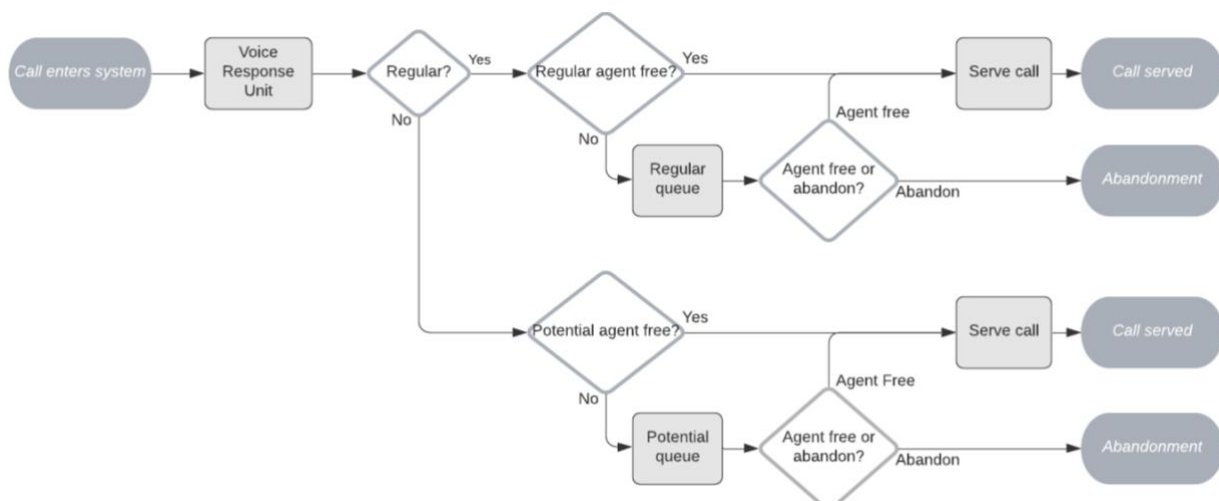 Call enters system
Voice
Response
Unit
Regular?
Yes
No
Regular agent free?
Yes
No
Regular
queue
Agent free or
abandon?
Agent free
Abandon
Serve call
Call served
Abandonment
Potential agent free?
Yes
No
Potential
queue
Agent free or
abandon?
Agent Free
Abandon
Serve call
Call served
Abandonment